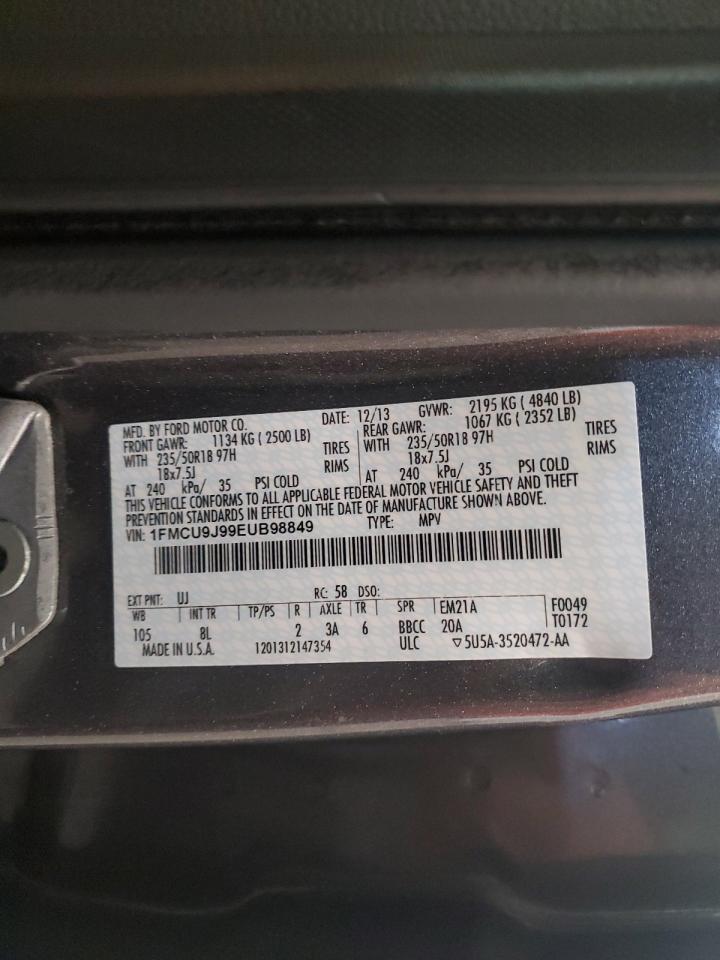 MFD. BY FORD MOTOR CO.
DATE: 12/13 GVWR: 2195 KG ( 4840 LB)
FRONT GAWR: 1134 KG ( 2500 LB) REAR GAWR: 1067 KG ( 2352 LB)
WITH 235/50R18 97H TIRES WITH 235/50R18 97H TIRES
18x7.5J RIMS 18x7.5J RIMS
AT 240 kPa/ 35 PSI COLD AT 240 kPa/ 35 PSI COLD
THIS VEHICLE CONFORMS TO ALL APPLICABLE FEDERAL MOTOR VEHICLE SAFETY AND THEFT
PREVENTION STANDARDS IN EFFECT ON THE DATE OF MANUFACTURE SHOWN ABOVE.
VIN: 1FMCU9J99EUB98849 TYPE: MPV
EXT PNT: UJ RC: 58 DSO:
WB INT TR TP/PS R AXLE TR SPR EM21A F0049
105 8L 2 3A 6 BBCC 20A T0172
MADE IN U.S.A. 1201312147354 ULC ▽5U5A-3520472-AA